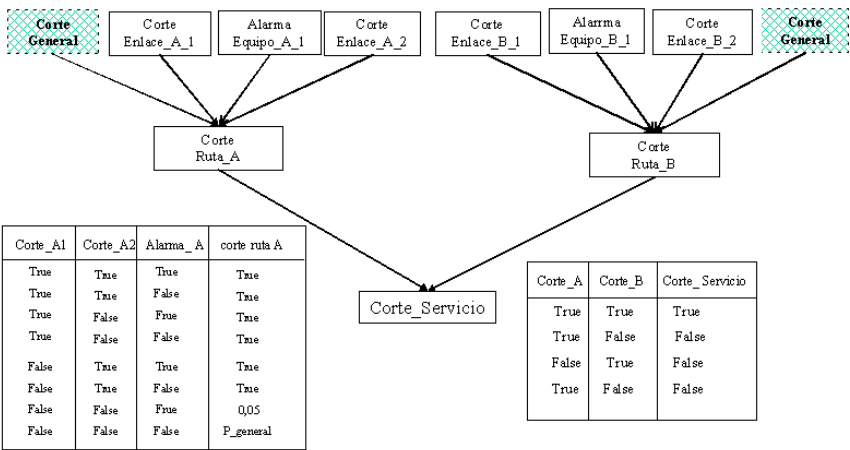 Corte
General
Corte
Enlace_A_1
Alarma
Equipo_A_1
Corte
Enlace_A_2
Corte
Enlace_B_1
Alarrma
Equipo_B_1
Corte
Enlace_B_2
Corte
General
Corte
Ruta_A
Corte
Ruta_B
Corte_Servicio
Corte_A1 Corte_A2 Alarma_ A corte ruta A
True True True True
True True False True
True False Frue True
True False False True
False True True True
False True False True
False False Frue 0,05
False False False P_general
Corte_A Corte_B Corte_ Servicio
True True True
True False False
False True False
True False False